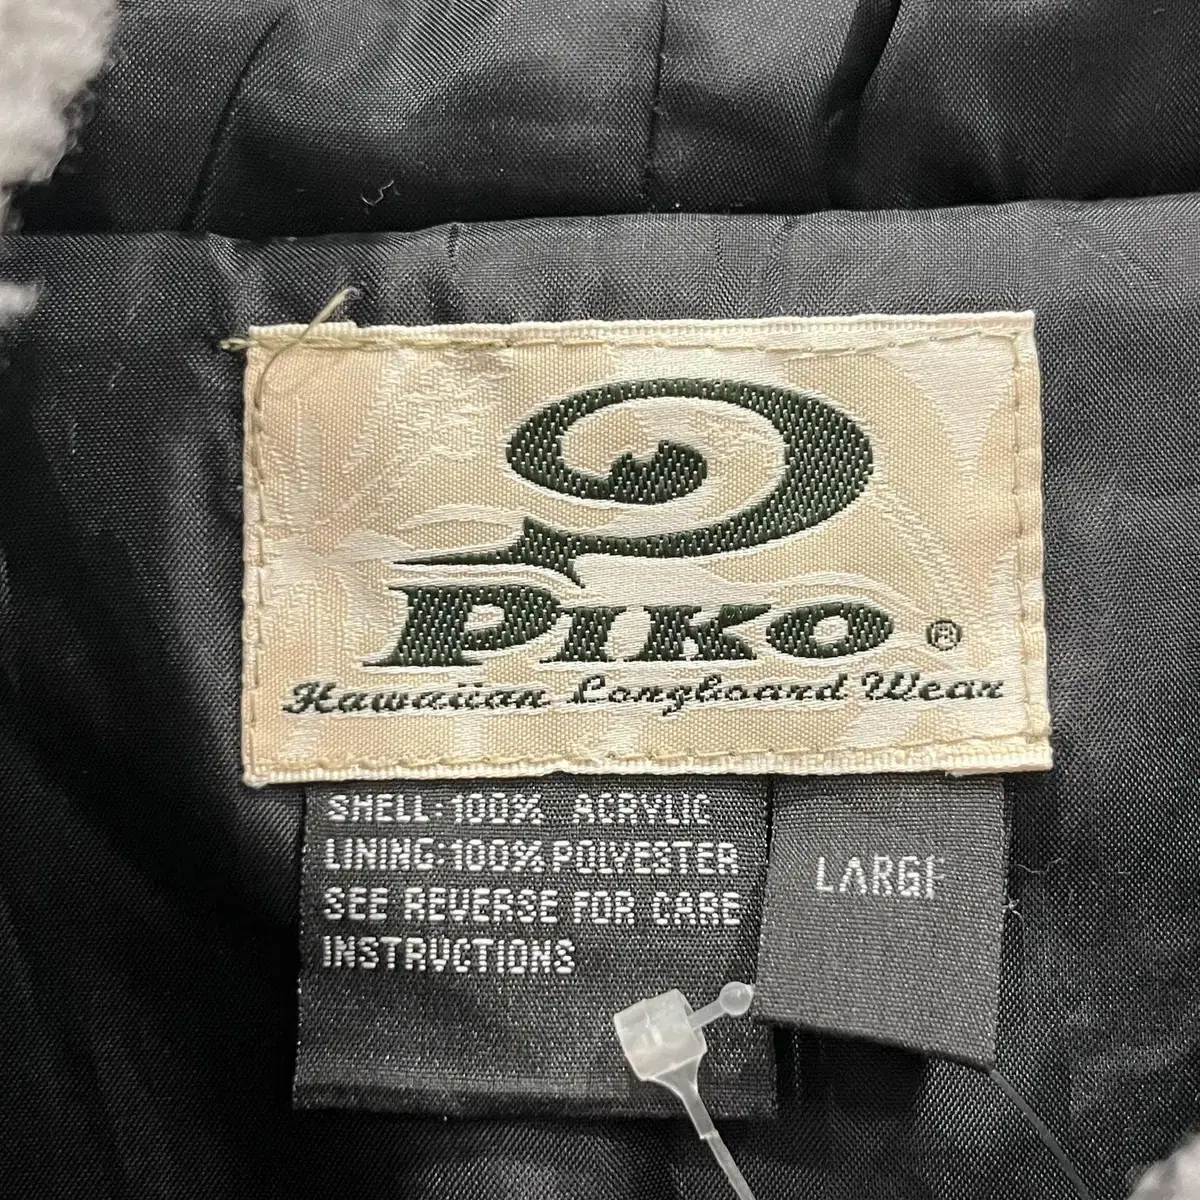 PIKO ®
Hawaiian Longboard Wear
SHELL:100% ACRYLIC
LINING:100% POLYESTER
SEE REVERSE FOR CARE
INSTRUCTIONS
LARGE